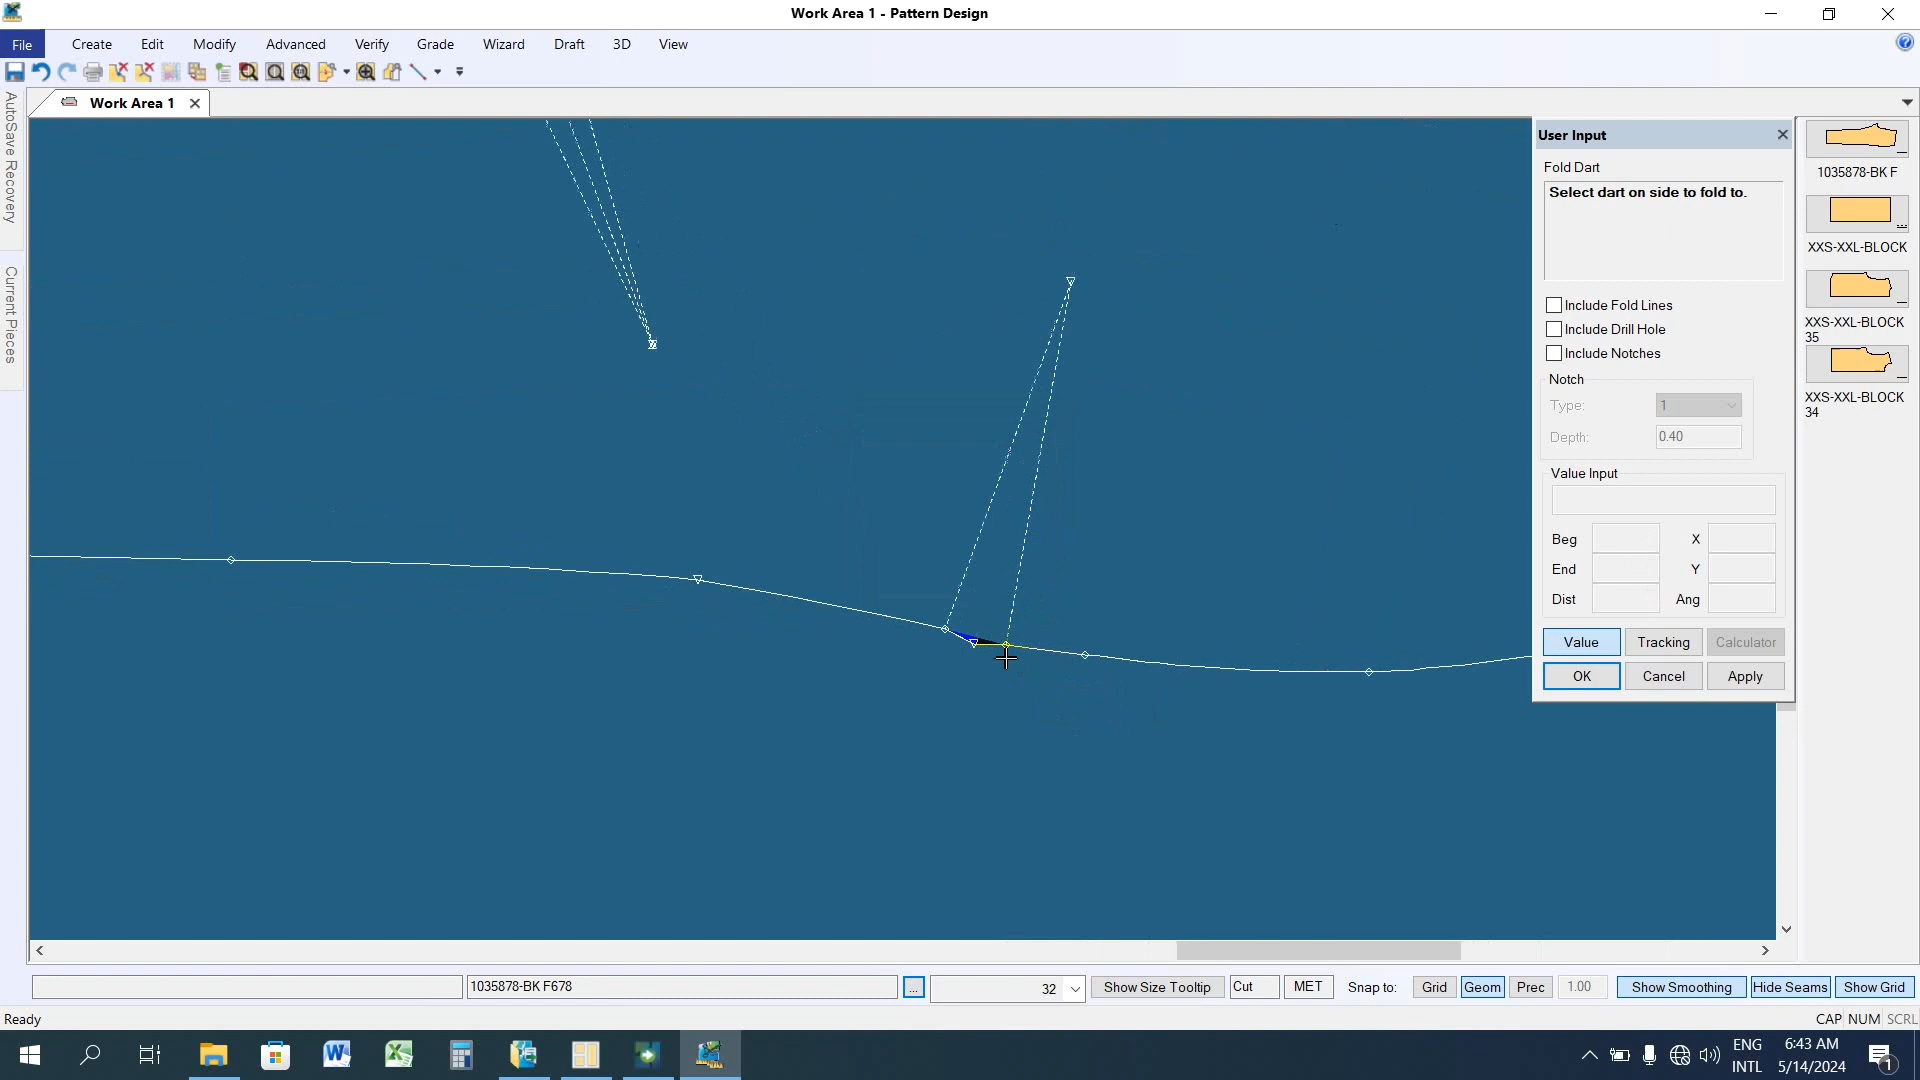 Work Area 1 - Pattern Design
File Create Edit Modify Advanced Verify Grade Wizard Draft 3D View
Work Area 1
AutoSave Recovery
Current Pieces
User Input
Fold Dart
Select dart on side to fold to.
Include Fold Lines
Include Drill Hole
Include Notches
Notch
Type: 1
Depth: 0.40
Value Input
Beg X
End Y
Dist Ang
Value Tracking Calculator
OK Cancel Apply
1035878-BK F
XXS-XXL-BLOCK
XXS-XXL-BLOCK
35
XXS-XXL-BLOCK
34
1035878-BK F678 ... 32 Show Size Tooltip Cut MET Snap to: Grid Geom Prec 1.00 Show Smoothing Hide Seams Show Grid
Ready CAP NUM SCRL
ENG
INTL
6:43 AM
5/14/2024
1